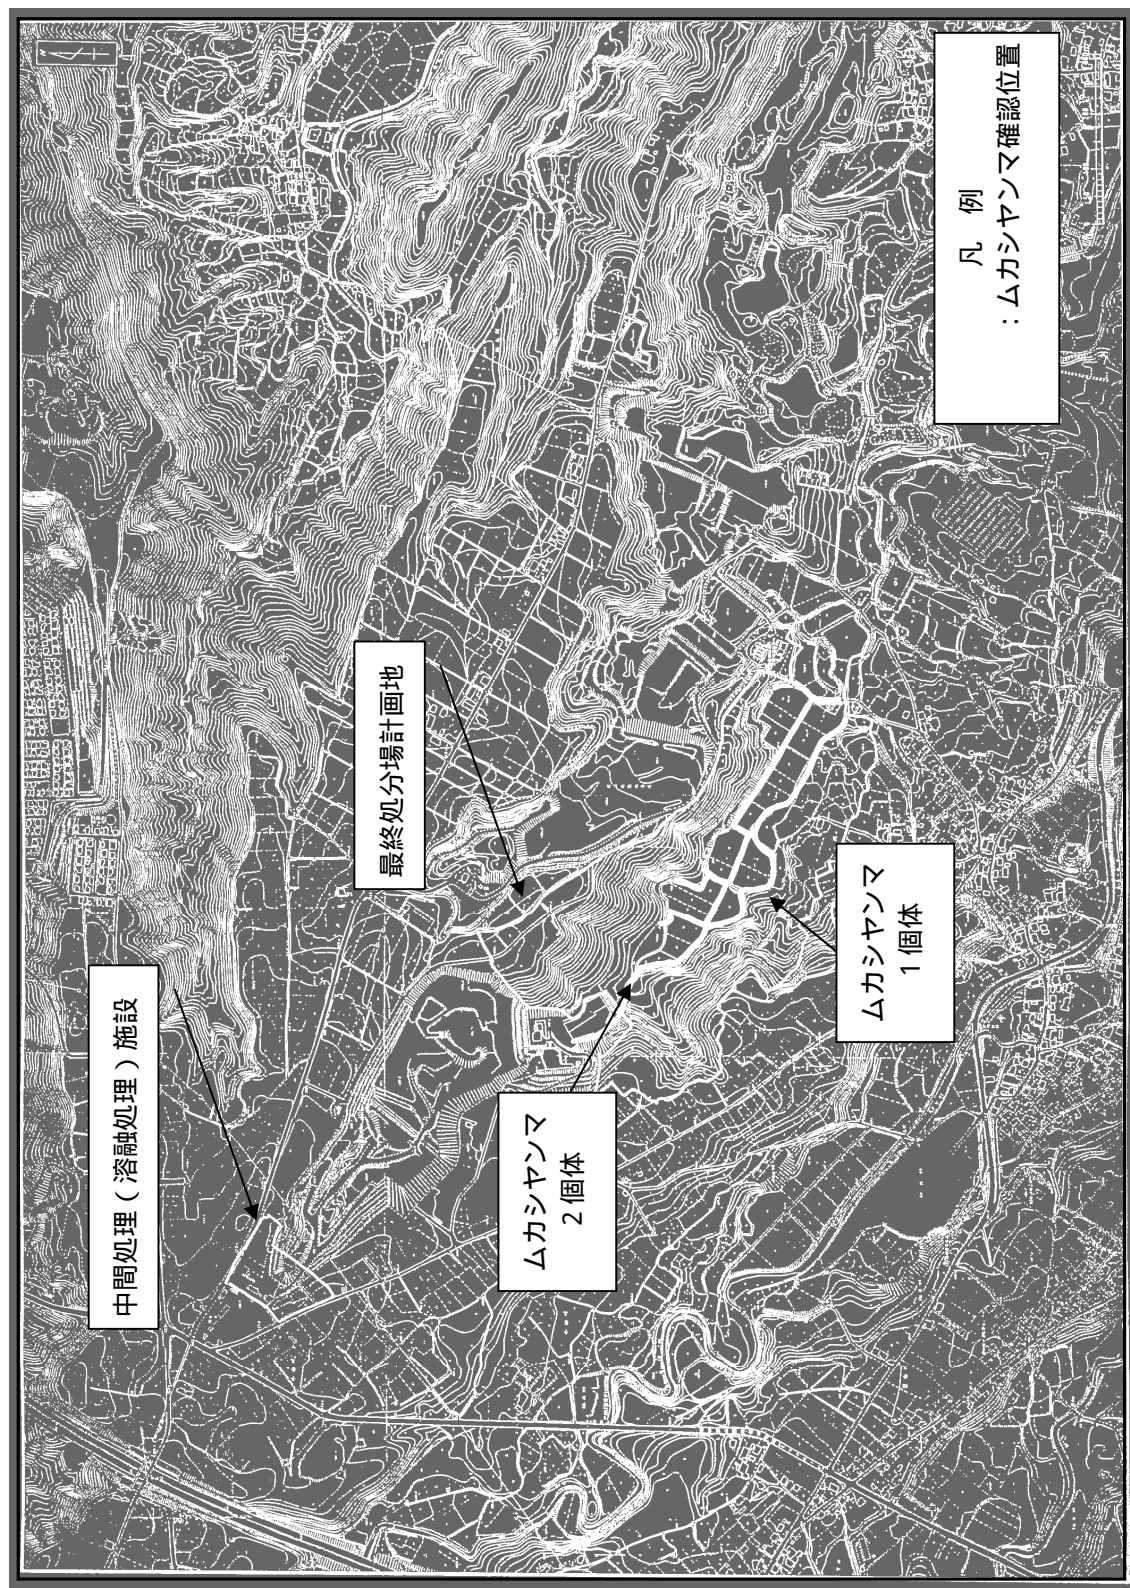 中間処理（溶融処理）施設
最終処分場計画地
ムカシヤンマ
２個体
ムカシヤンマ
１個体
凡　例
：ムカシヤンマ確認位置